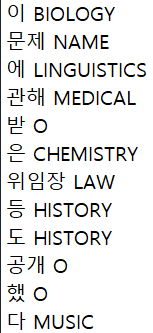 이 BIOLOGY
문제 NAME
에 LINGUISTICS
관해 MEDICAL
받 O
은 CHEMISTRY
위임장 LAW
등 HISTORY
도 HISTORY
공개 O
했 O
다 MUSIC